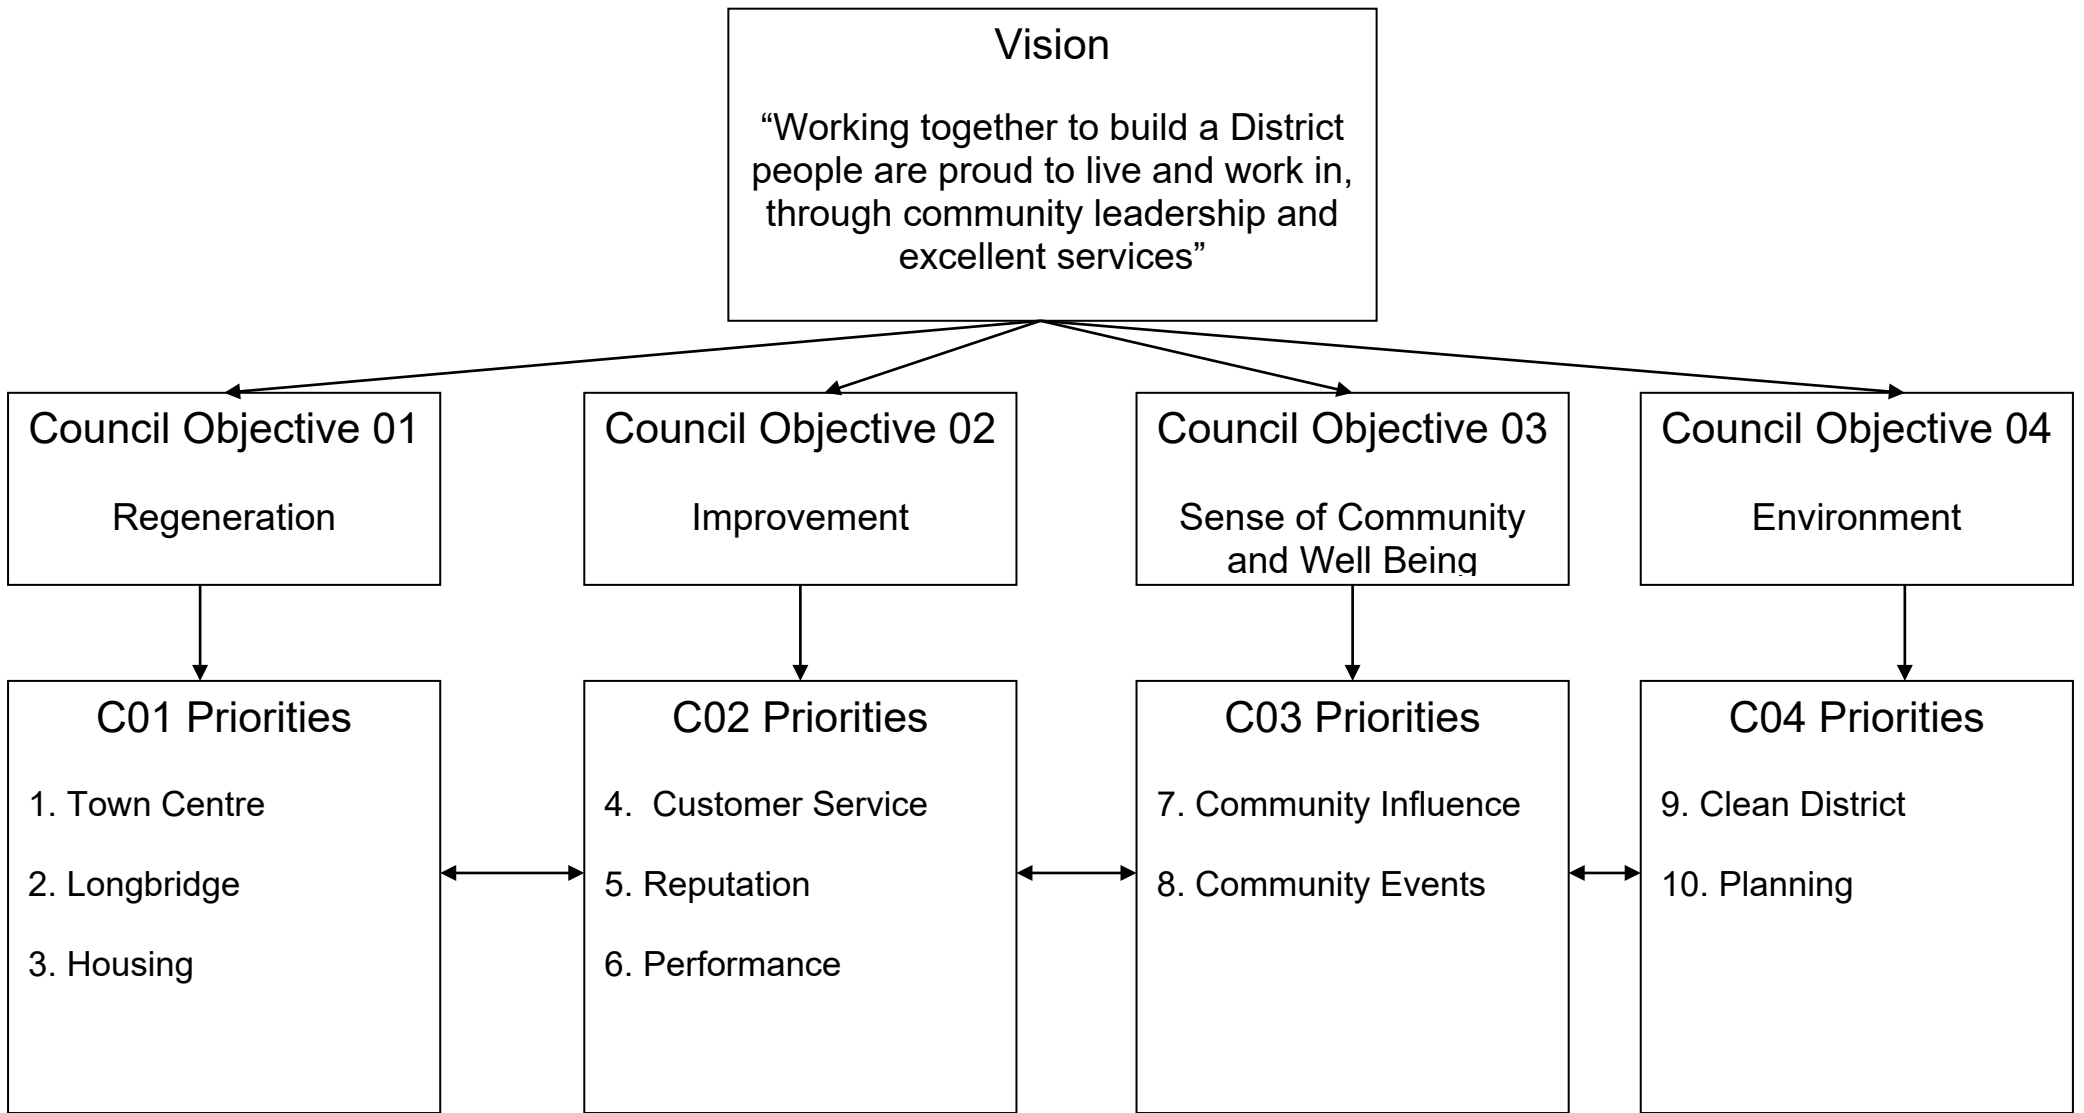 Vision
“Working together to build a District
people are proud to live and work in,
through community leadership and
excellent services”
Council Objective 01
Regeneration
Council Objective 02
Improvement
Council Objective 03
Sense of Community
and Well Being
Council Objective 04
Environment
C01 Priorities
1. Town Centre
2. Longbridge
3. Housing
C02 Priorities
4.  Customer Service
5. Reputation
6. Performance
C03 Priorities
7. Community Influence
8. Community Events
C04 Priorities
9. Clean District
10. Planning